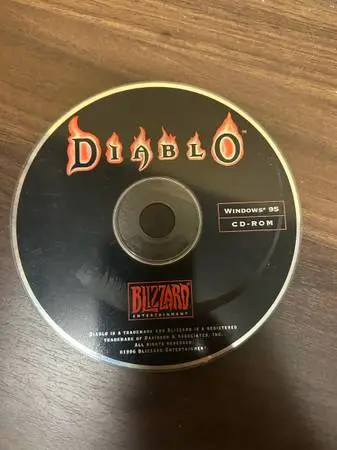 DIABLO™
WINDOWS® 95
CD-ROM
BLIZZARD
ENTERTAINMENT
DIABLO IS A TRADEMARK AND BLIZZARD IS A REGISTERED
TRADEMARK OF DAVIDSON & ASSOCIATES, INC.
ALL RIGHTS RESERVED.
©1996 BLIZZARD ENTERTAINMENT